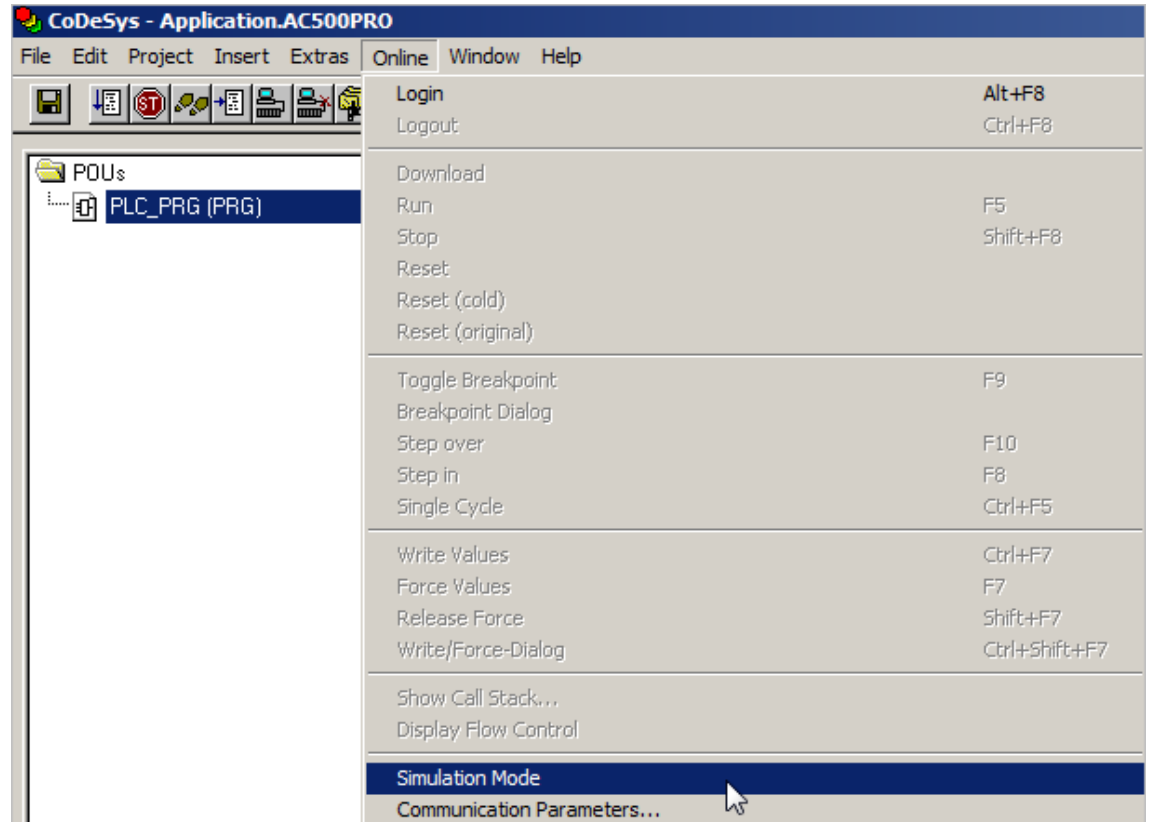 CoDeSys - Application.AC500PRO
File Edit Project Insert Extras Online Window Help
ST
POUs
PLC_PRG (PRG)
Login Alt+F8
Logout Ctrl+F8
Download
Run F5
Stop Shift+F8
Reset
Reset (cold)
Reset (original)
Toggle Breakpoint F9
Breakpoint Dialog
Step over F10
Step in F8
Single Cycle Ctrl+F5
Write Values Ctrl+F7
Force Values F7
Release Force Shift+F7
Write/Force-Dialog Ctrl+Shift+F7
Show Call Stack...
Display Flow Control
Simulation Mode
Communication Parameters...